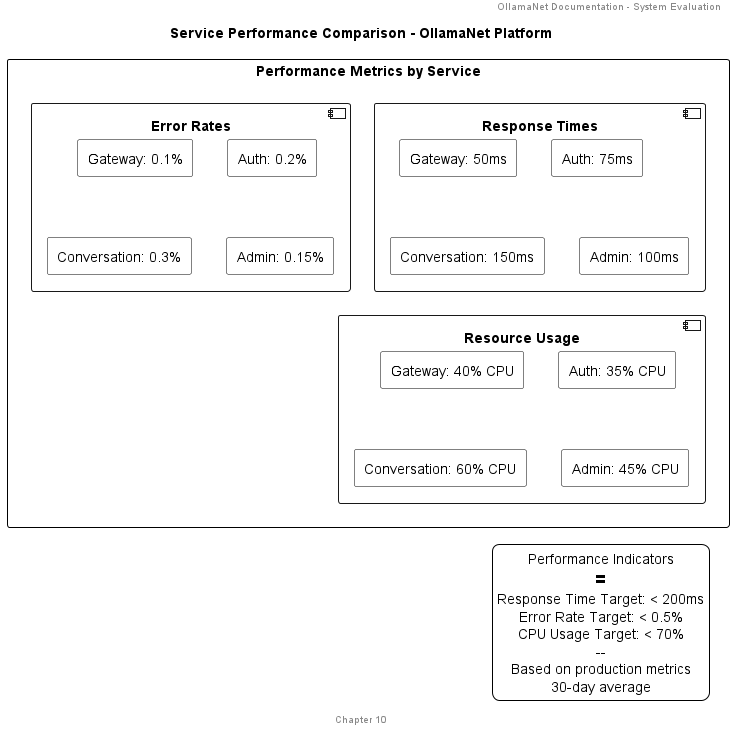 OllamaNet Documentation - System Evaluation
Service Performance Comparison - OllamaNet Platform
Performance Metrics by Service
Error Rates
Gateway: 0.1%
Auth: 0.2%
Conversation: 0.3%
Admin: 0.15%
Response Times
Gateway: 50ms
Auth: 75ms
Conversation: 150ms
Admin: 100ms
Resource Usage
Gateway: 40% CPU
Auth: 35% CPU
Conversation: 60% CPU
Admin: 45% CPU
Performance Indicators
=
Response Time Target: < 200ms
Error Rate Target: < 0.5%
CPU Usage Target: < 70%
--
Based on production metrics
30-day average
Chapter 10